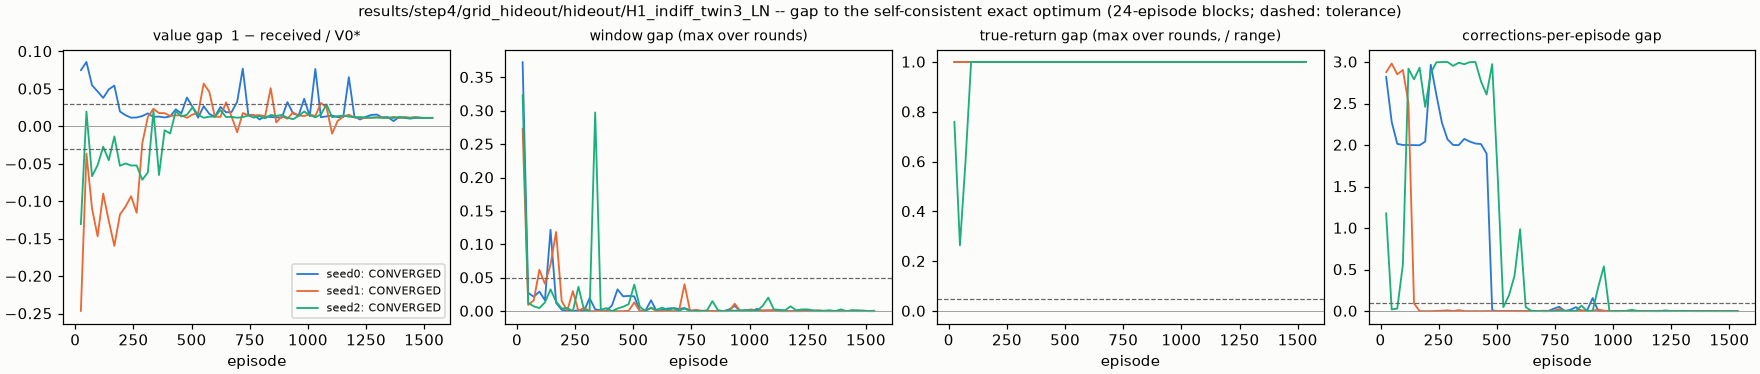 results/step4/grid_hideout/hideout/H1_indiff_twin3_LN -- gap to the self-consistent exact optimum (24-episode blocks; dashed: tolerance)
value gap 1 − received / V0*
0.10
0.05
0.00
−0.05
−0.10
−0.15
−0.20
−0.25
seed0: CONVERGED
seed1: CONVERGED
seed2: CONVERGED
0 250 500 750 1000 1250 1500
episode
window gap (max over rounds)
0.35
0.30
0.25
0.20
0.15
0.10
0.05
0.00
0 250 500 750 1000 1250 1500
episode
true-return gap (max over rounds, / range)
1.0
0.8
0.6
0.4
0.2
0.0
0 250 500 750 1000 1250 1500
episode
corrections-per-episode gap
3.0
2.5
2.0
1.5
1.0
0.5
0.0
0 250 500 750 1000 1250 1500
episode